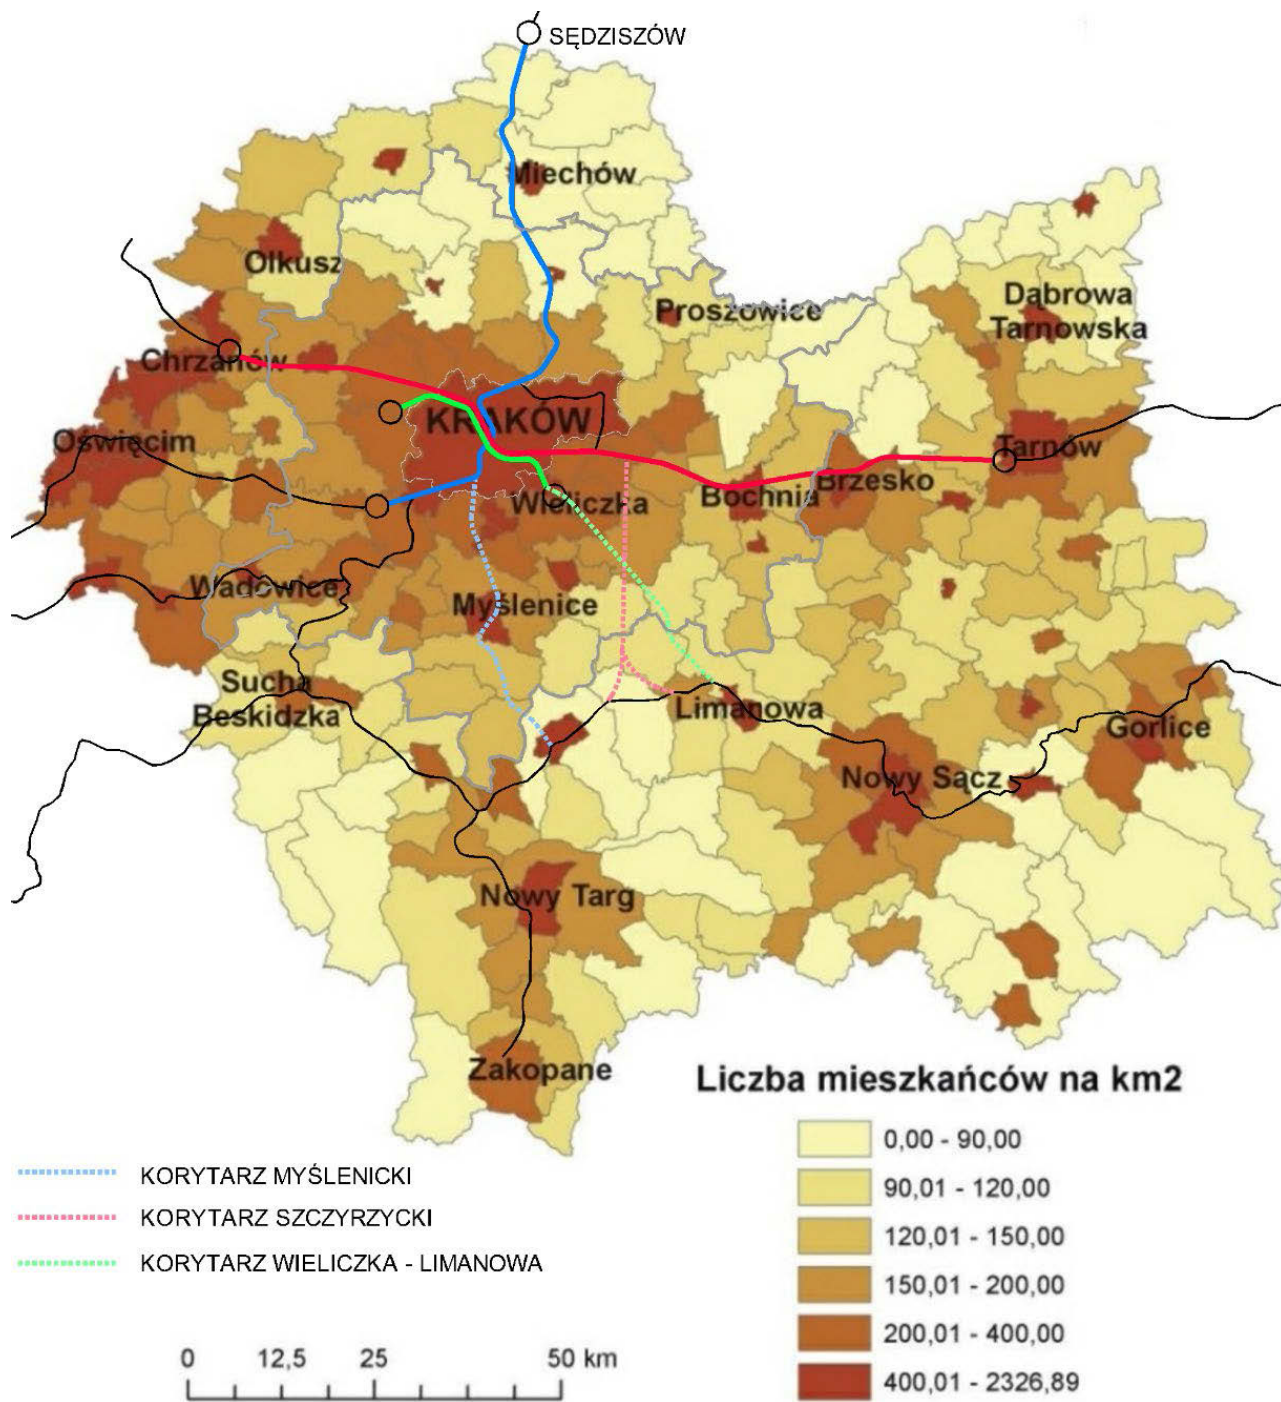 SĘDZISZÓW
Miechów
Olkusz
Proszowice
Dąbrowa
Tarnowska
Chrzanów
KRAKÓW
Oświęcim
Tarnów
Bochnia
Brzesko
Wieliczka
Wadowice
Myślenice
Sucha
Beskidzka
Limanowa
Gorlice
Nowy Sącz
Nowy Targ
Zakopane
Liczba mieszkańców na km2
0,00 - 90,00
90,01 - 120,00
120,01 - 150,00
150,01 - 200,00
200,01 - 400,00
400,01 - 2326,89
KORYTARZ MYŚLENICKI
KORYTARZ SZCZYRZYCKI
KORYTARZ WIELICZKA - LIMANOWA
0 12,5 25 50 km